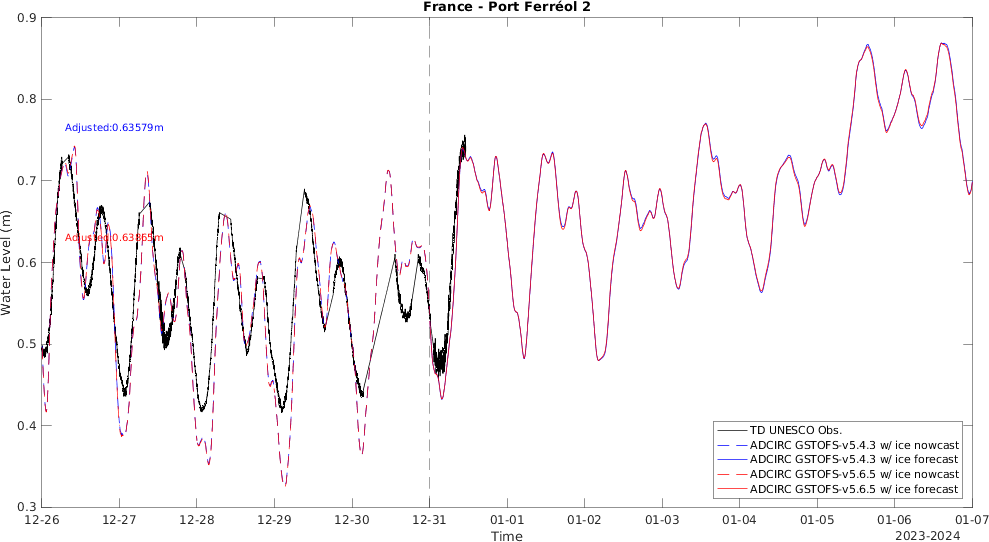 France - Port Ferréol 2
0.9
0.8
0.7
0.6
0.5
0.4
0.3
Water Level (m)
Adjusted:0.63579m
Adjusted:0.63865m
TD UNESCO Obs.
ADCIRC GSTOFS-v5.4.3 w/ ice nowcast
ADCIRC GSTOFS-v5.4.3 w/ ice forecast
ADCIRC GSTOFS-v5.6.5 w/ ice nowcast
ADCIRC GSTOFS-v5.6.5 w/ ice forecast
12-26 12-27 12-28 12-29 12-30 12-31 01-01 01-02 01-03 01-04 01-05 01-06 01-07
Time
2023-2024